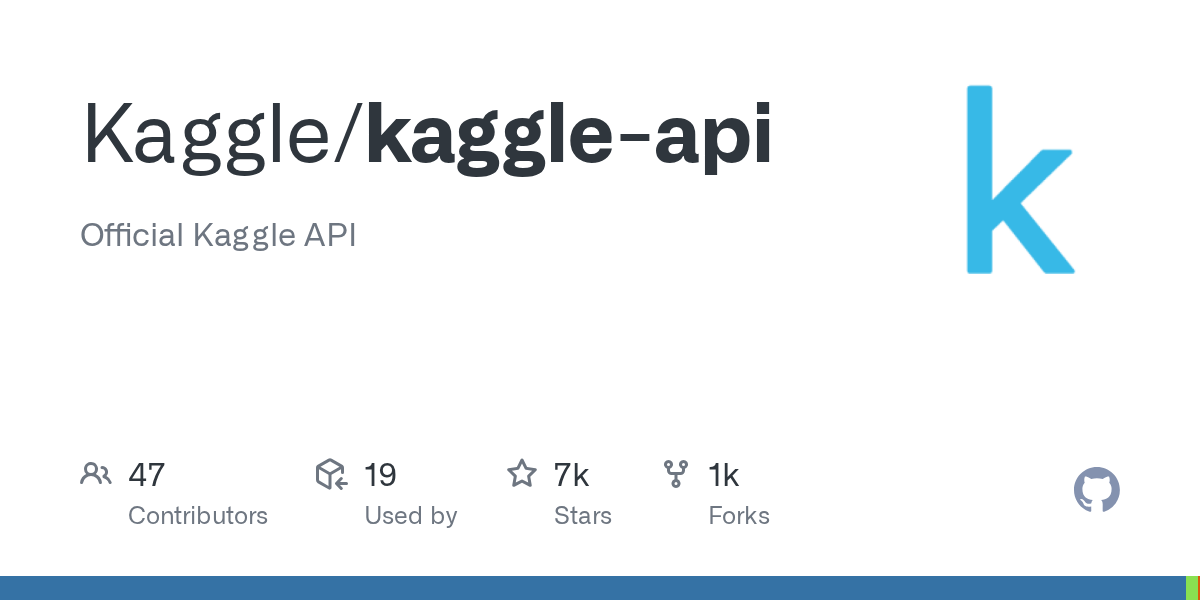 Kaggle/kaggle-api
k
Official Kaggle API
47
Contributors
19
Used by
7k
Stars
1k
Forks